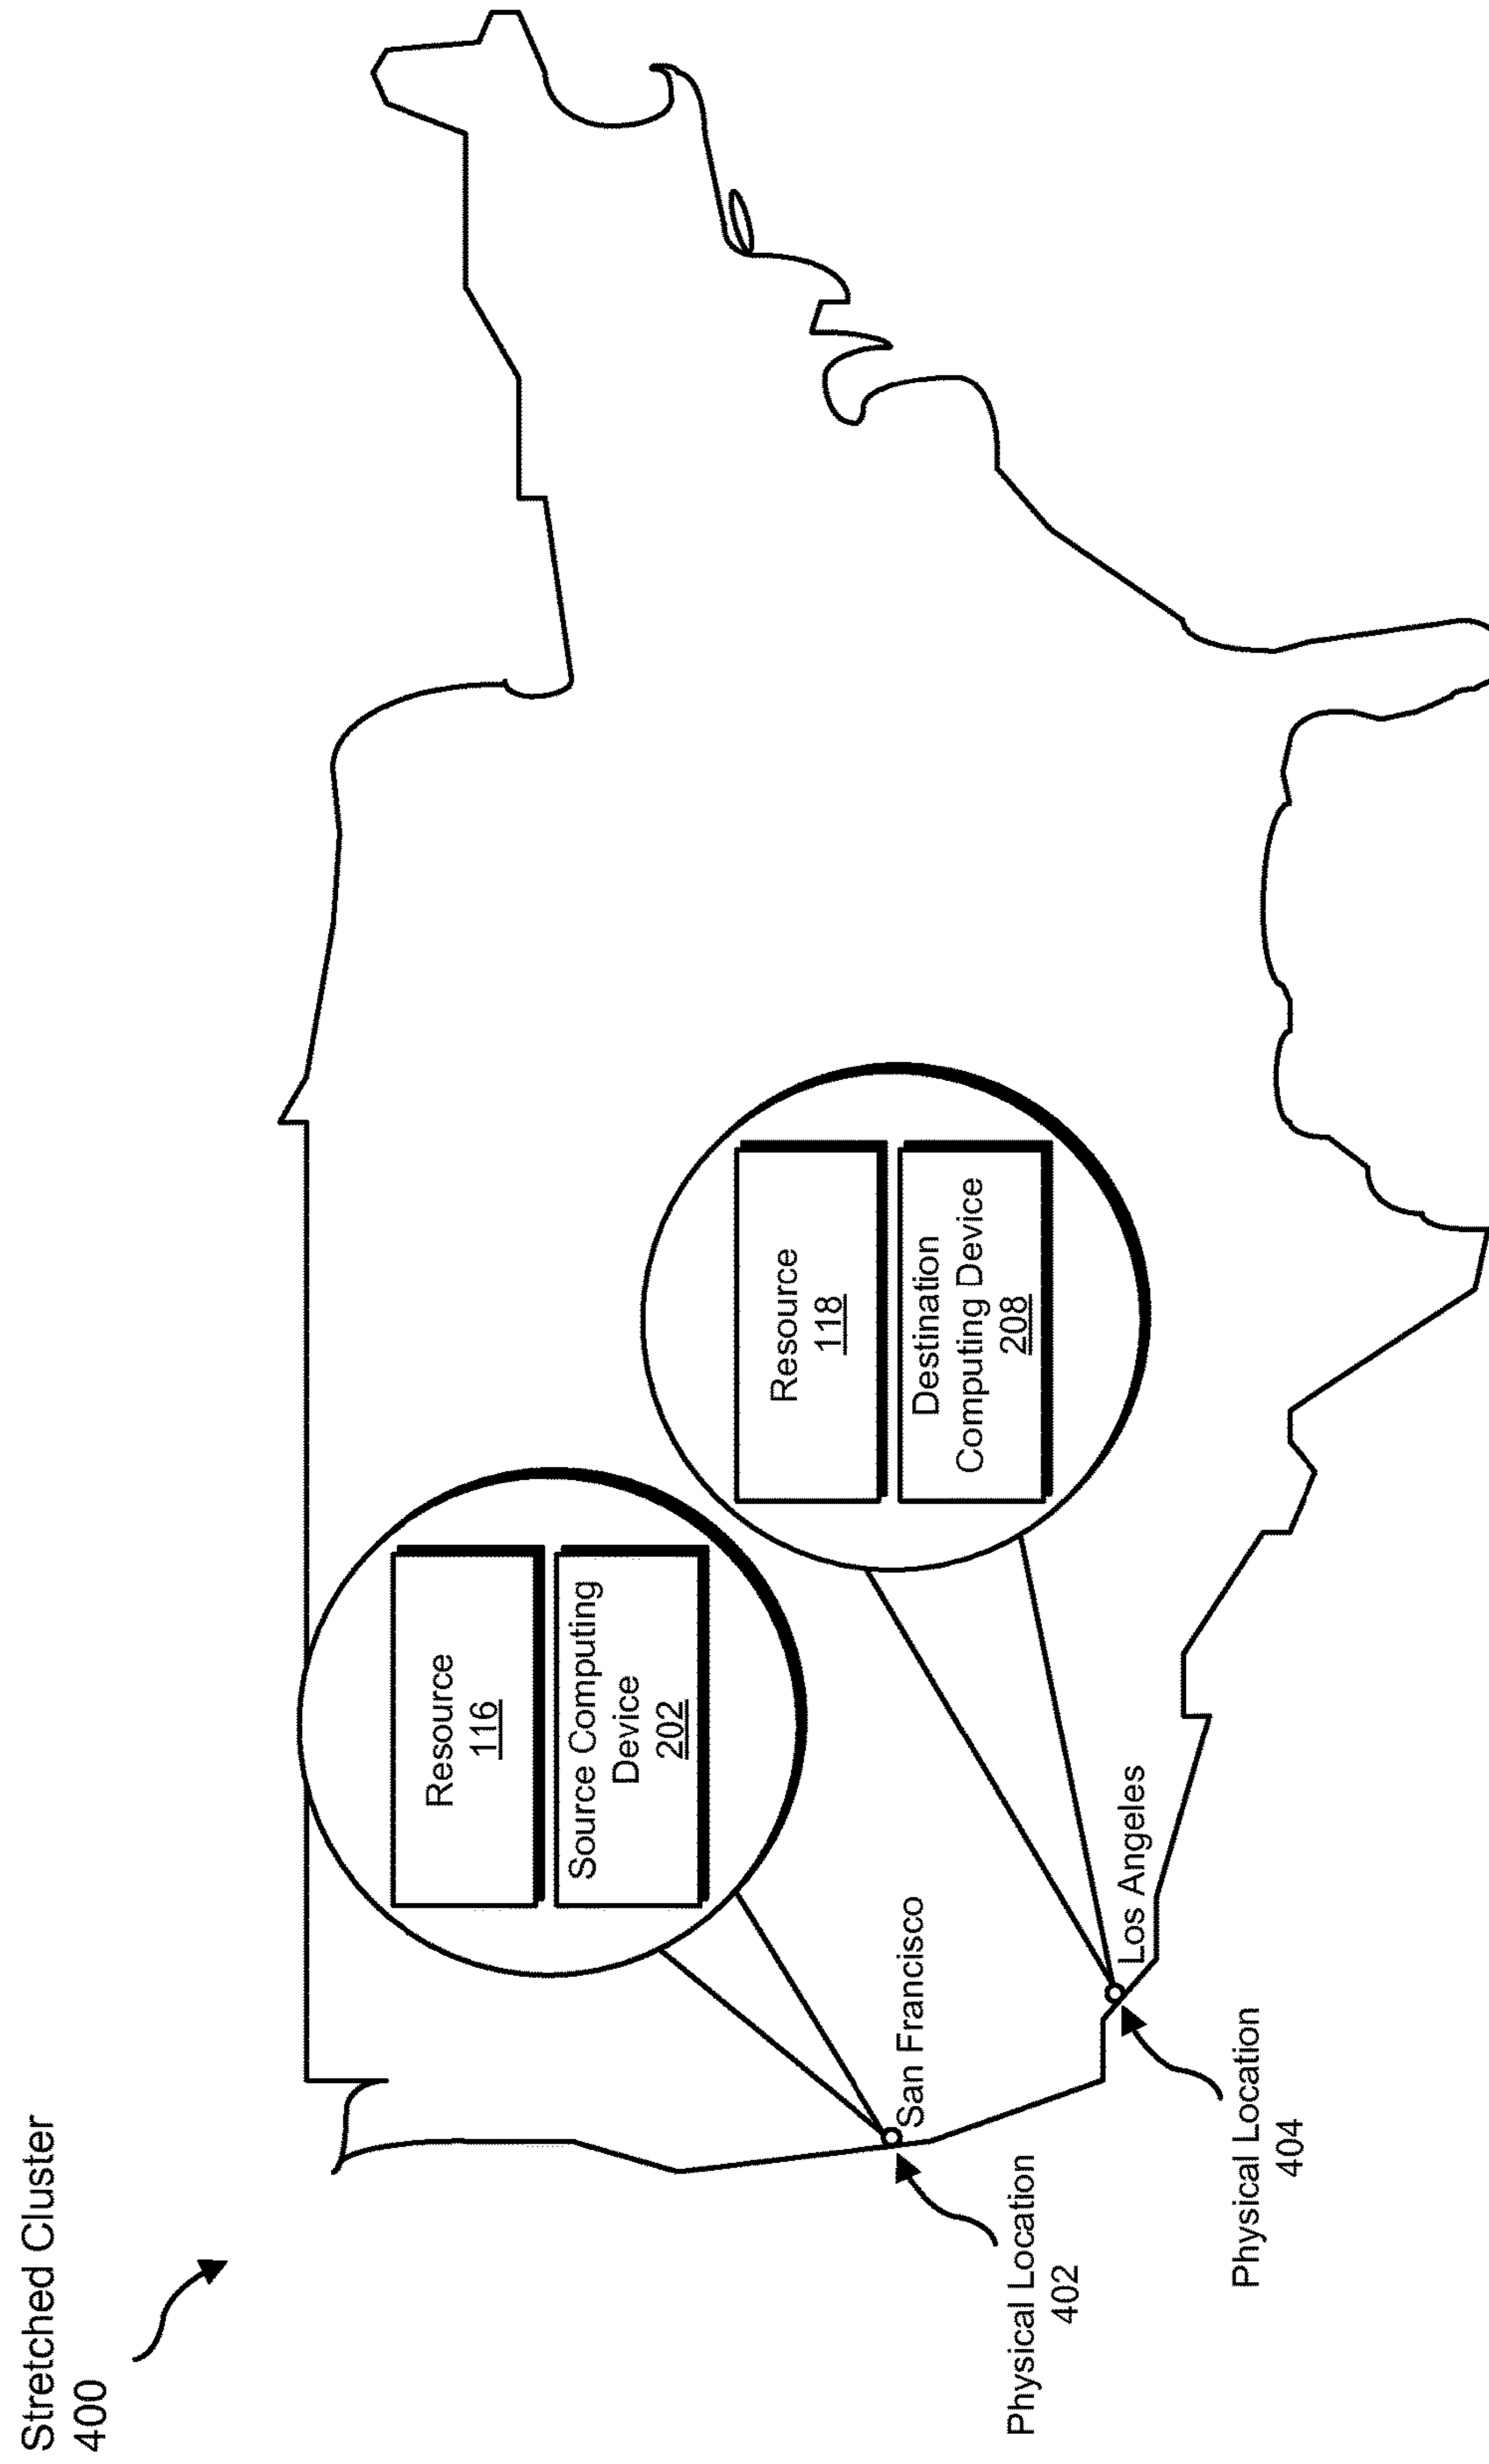 Stretched Cluster
400
Resource
116
Source Computing
Device
202
Resource
118
Destination
Computing Device
208
San Francisco
Los Angeles
Physical Location
402
Physical Location
404